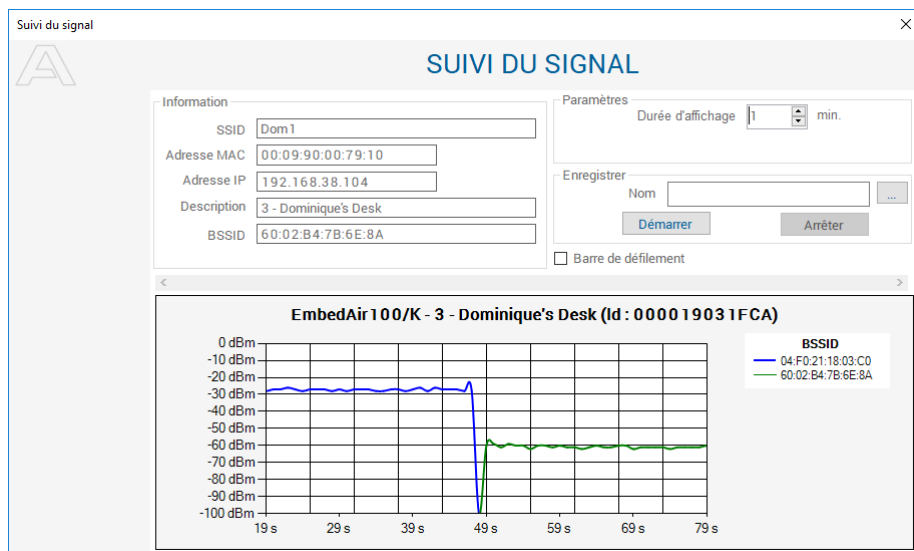 Suivi du signal
SUIVI DU SIGNAL
Information
SSID Dom1
Adresse MAC 00:09:90:00:79:10
Adresse IP 192.168.38.104
Description 3 - Dominique's Desk
BSSID 60:02:B4:7B:6E:8A
Paramètres
Durée d'affichage 1 min.
Enregistrer
Nom ...
Démarrer Arrêter
Barre de défilement
EmbedAir100/K - 3 - Dominique's Desk (Id : 000019031FCA)
0 dBm
-10 dBm
-20 dBm
-30 dBm
-40 dBm
-50 dBm
-60 dBm
-70 dBm
-80 dBm
-90 dBm
-100 dBm
19 s 29 s 39 s 49 s 59 s 69 s 79 s
BSSID
04:F0:21:18:03:C0
60:02:B4:7B:6E:8A